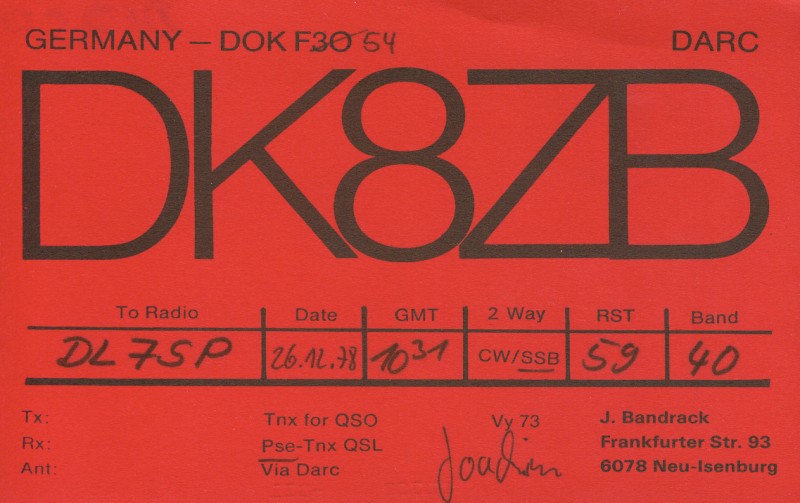 GERMANY — DOK F30 54 DARC
DK8ZB
To Radio Date GMT 2 Way RST Band
DL7SP 26.12.78 1031 CW/SSB 59 40
Tx: Tnx for QSO Vy 73 J. Bandrack
Rx: Pse-Tnx QSL Frankfurter Str. 93
Ant: Via Darc Joachim 6078 Neu-Isenburg